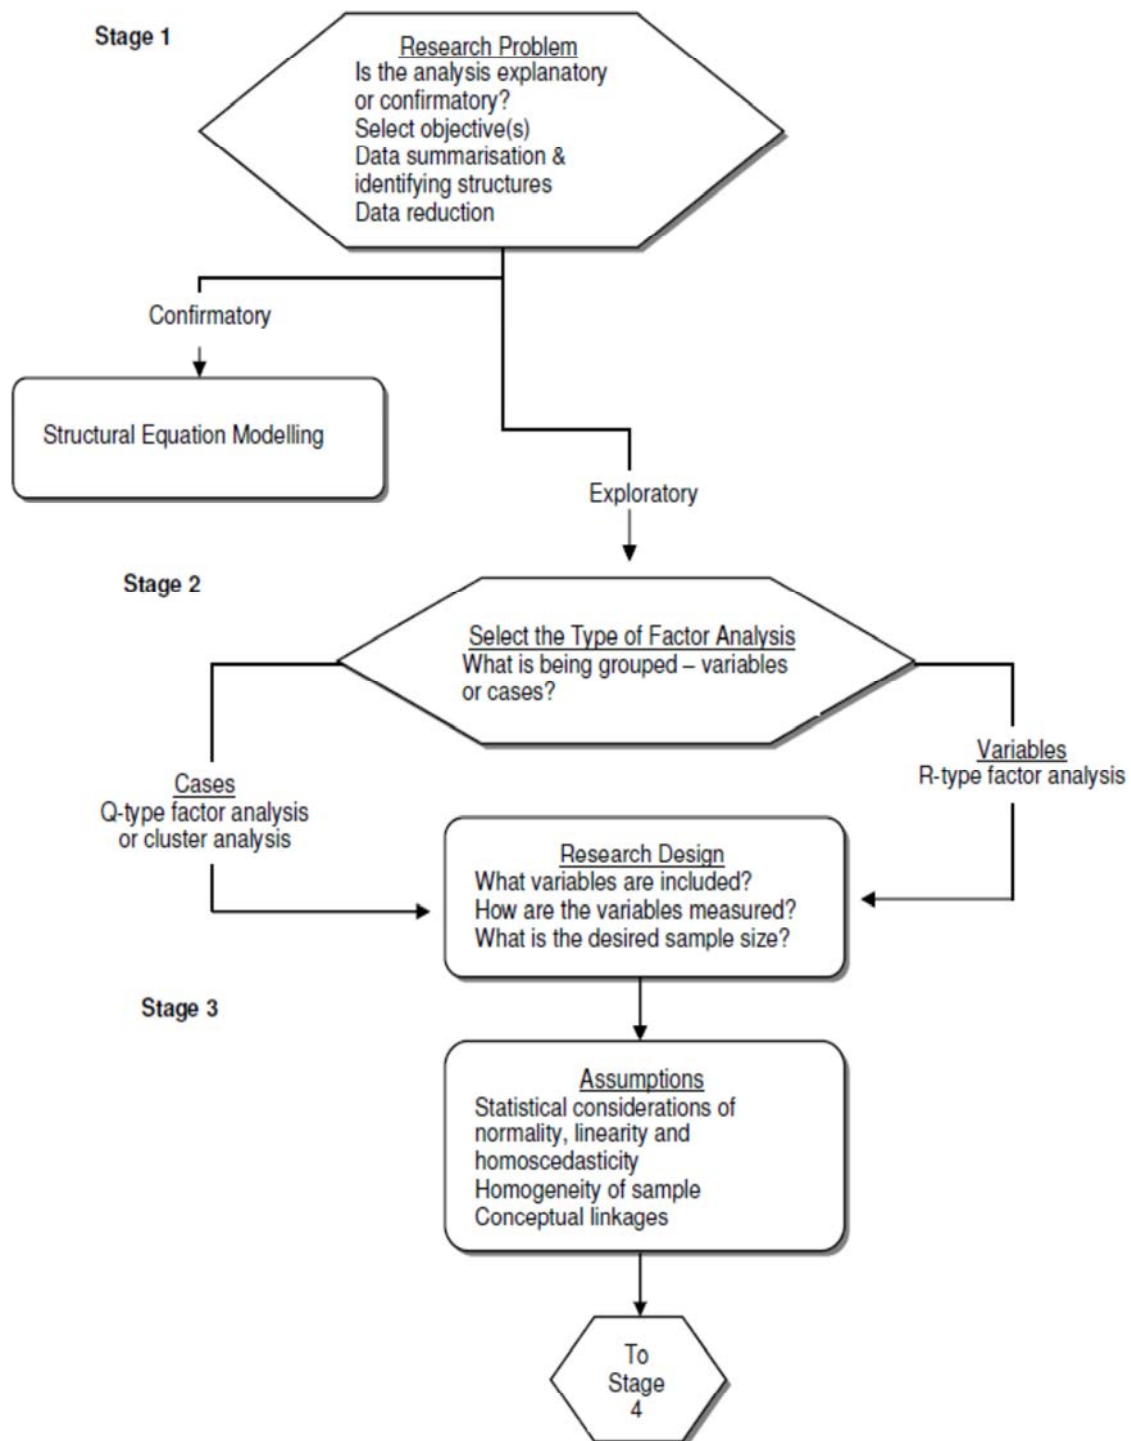 Stage 1
Research Problem
Is the analysis explanatory
or confirmatory?
Select objective(s)
Data summarisation &
identifying structures
Data reduction
Confirmatory
Structural Equation Modelling
Exploratory
Stage 2
Select the Type of Factor Analysis
What is being grouped – variables
or cases?
Cases
Q-type factor analysis
or cluster analysis
Variables
R-type factor analysis
Research Design
What variables are included?
How are the variables measured?
What is the desired sample size?
Stage 3
Assumptions
Statistical considerations of
normality, linearity and
homoscedasticity
Homogeneity of sample
Conceptual linkages
To
Stage
4